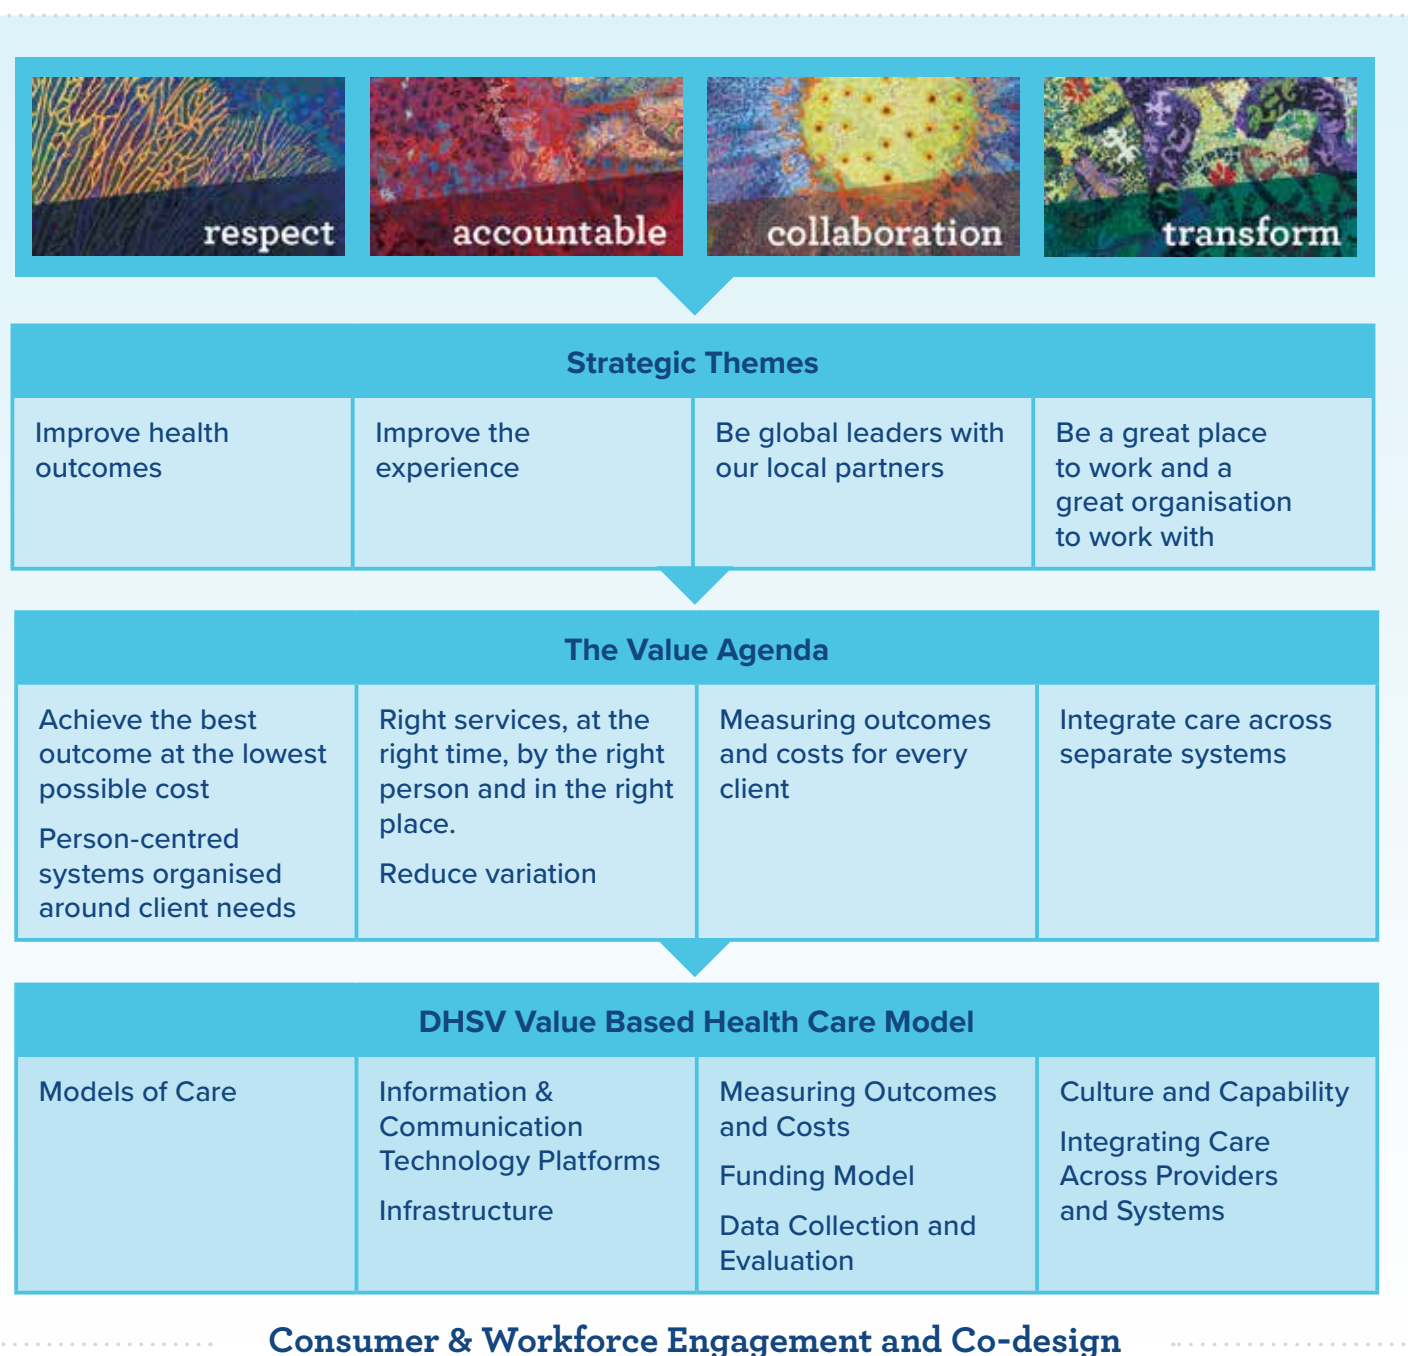 respect
accountable
collaboration
transform
Strategic Themes
Improve health
outcomes
Improve the
experience
Be global leaders with
our local partners
Be a great place
to work and a
great organisation
to work with
The Value Agenda
Achieve the best
outcome at the lowest
possible cost
Person-centred
systems organised
around client needs
Right services, at the
right time, by the right
person and in the right
place.
Reduce variation
Measuring outcomes
and costs for every
client
Integrate care across
separate systems
DHSV Value Based Health Care Model
Models of Care
Information &
Communication
Technology Platforms
Infrastructure
Measuring Outcomes
and Costs
Funding Model
Data Collection and
Evaluation
Culture and Capability
Integrating Care
Across Providers
and Systems
Consumer & Workforce Engagement and Co-design